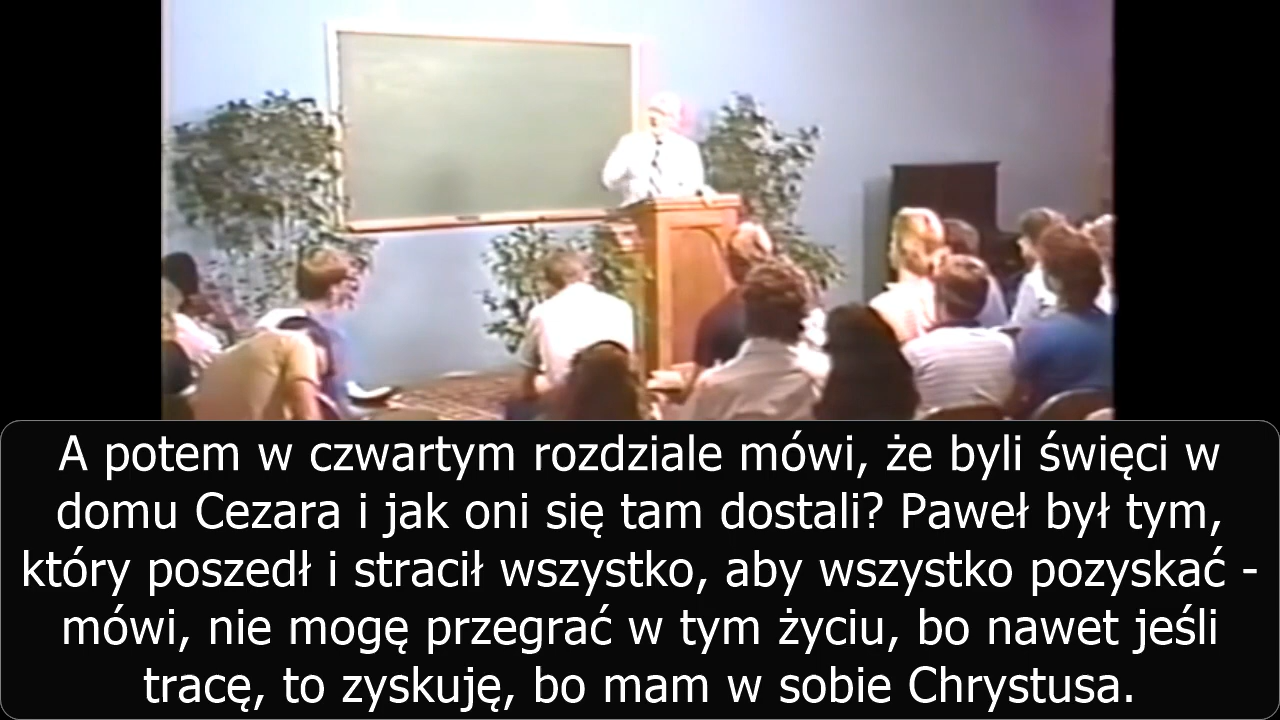 A potem w czwartym rozdziale mówi, że byli święci w
domu Cezara i jak oni się tam dostali? Paweł był tym,
który poszedł i stracił wszystko, aby wszystko pozyskać -
mówi, nie mogę przegrać w tym życiu, bo nawet jeśli
tracę, to zyskuję, bo mam w sobie Chrystusa.